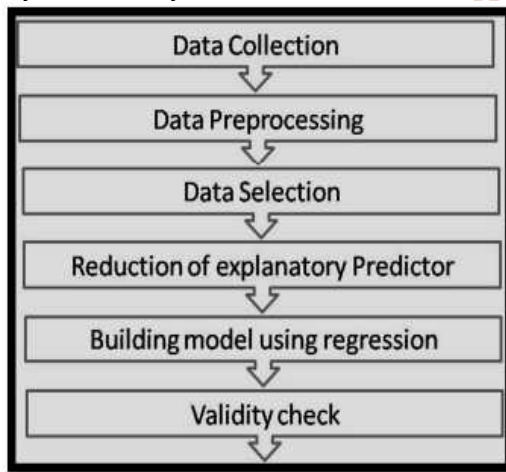 Data Collection
Data Preprocessing
Data Selection
Reduction of explanatory Predictor
Building model using regression
Validity check